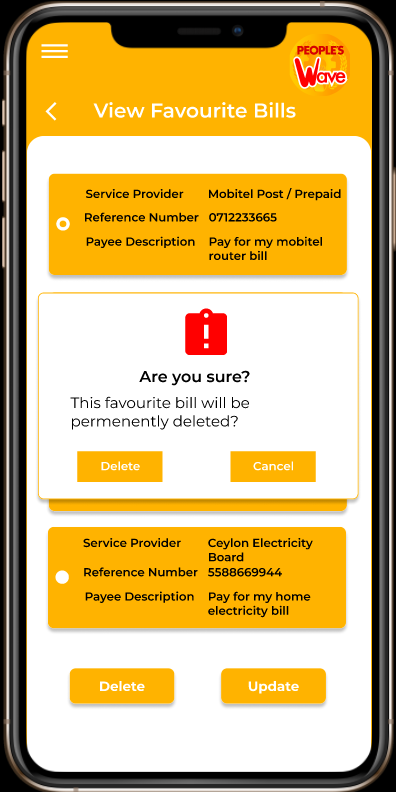 PEOPLE'S
Wave
View Favourite Bills
Service Provider Mobitel Post / Prepaid
Reference Number 0712233665
Payee Description Pay for my mobitel
router bill
Are you sure?
This favourite bill will be
permenently deleted?
Delete Cancel
Service Provider Ceylon Electricity
Board
Reference Number 5588669944
Payee Description Pay for my home
electricity bill
Delete Update